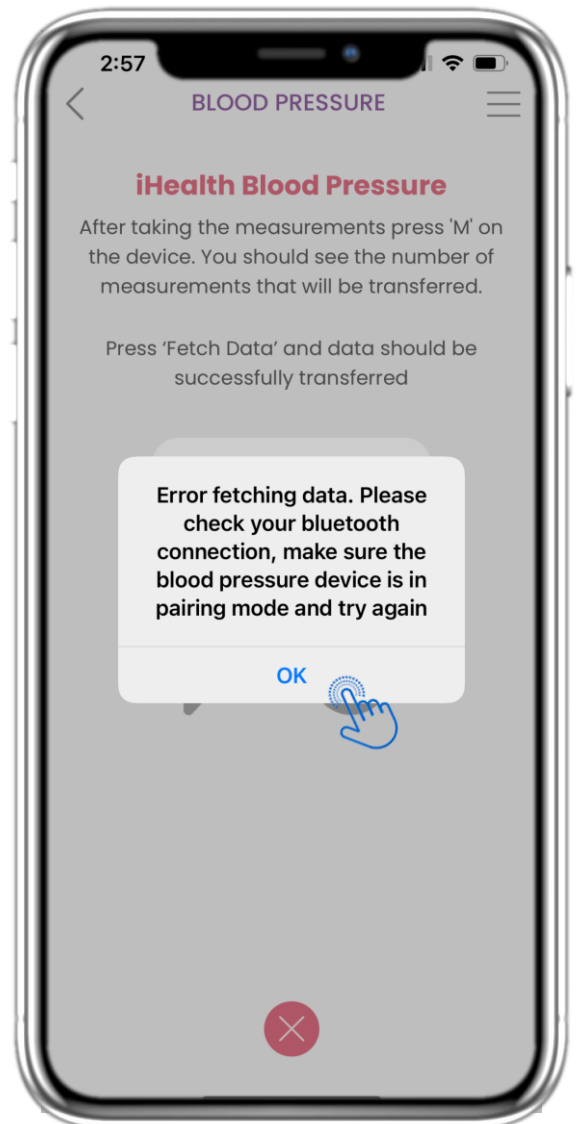 2:57
BLOOD PRESSURE
iHealth Blood Pressure
After taking the measurements press 'M' on
the device. You should see the number of
measurements that will be transferred.
Press ‘Fetch Data’ and data should be
successfully transferred
Error fetching data. Please
check your bluetooth
connection, make sure the
blood pressure device is in
pairing mode and try again
OK